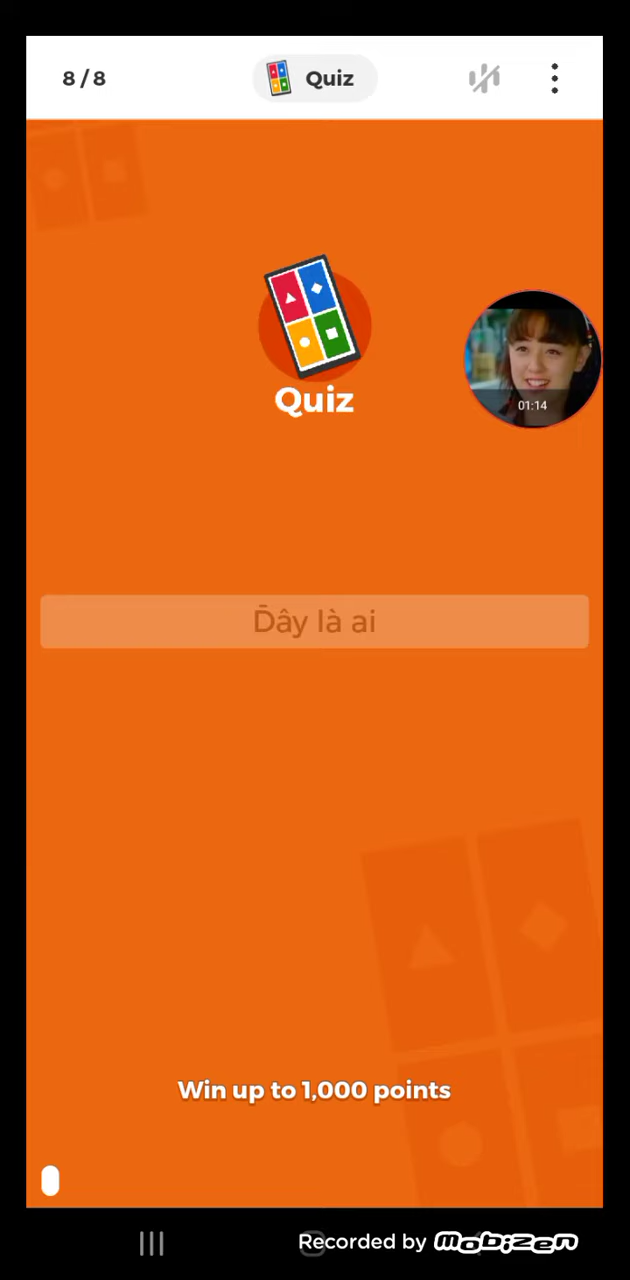 8 / 8
Quiz
Quiz
01:14
Đây là ai
Win up to 1,000 points
Recorded by mobizen